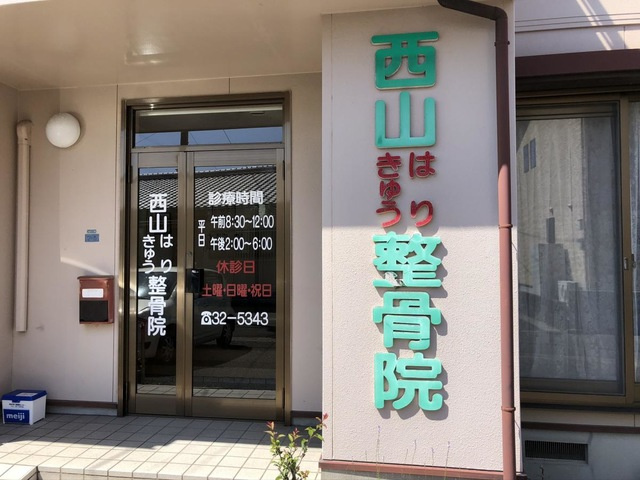 西山
はり
きゅう
整骨院
西山
はり
きゅう
整骨院
診療時間
平日
午前8:30～12:00
午後2:00～6:00
休診日
土曜・日曜・祝日
☎32-5343
meiji